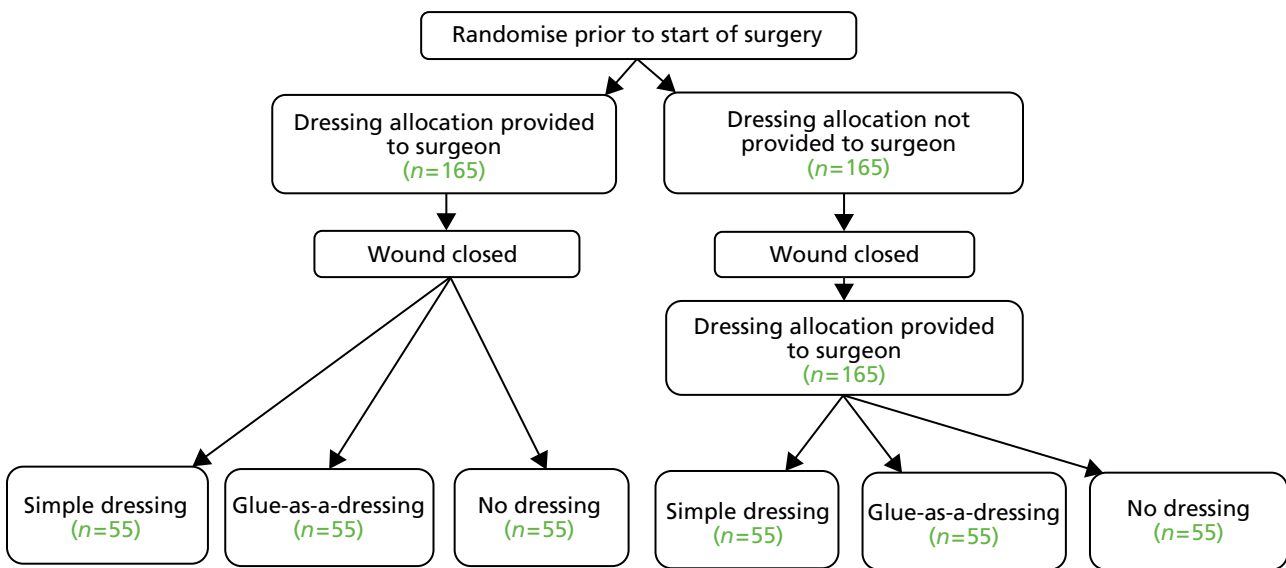 Randomise prior to start of surgery
Dressing allocation provided
to surgeon
(n=165)
Dressing allocation not
provided to surgeon
(n=165)
Wound closed
Wound closed
Dressing allocation provided
to surgeon
(n=165)
Simple dressing
(n=55)
Glue-as-a-dressing
(n=55)
No dressing
(n=55)
Simple dressing
(n=55)
Glue-as-a-dressing
(n=55)
No dressing
(n=55)